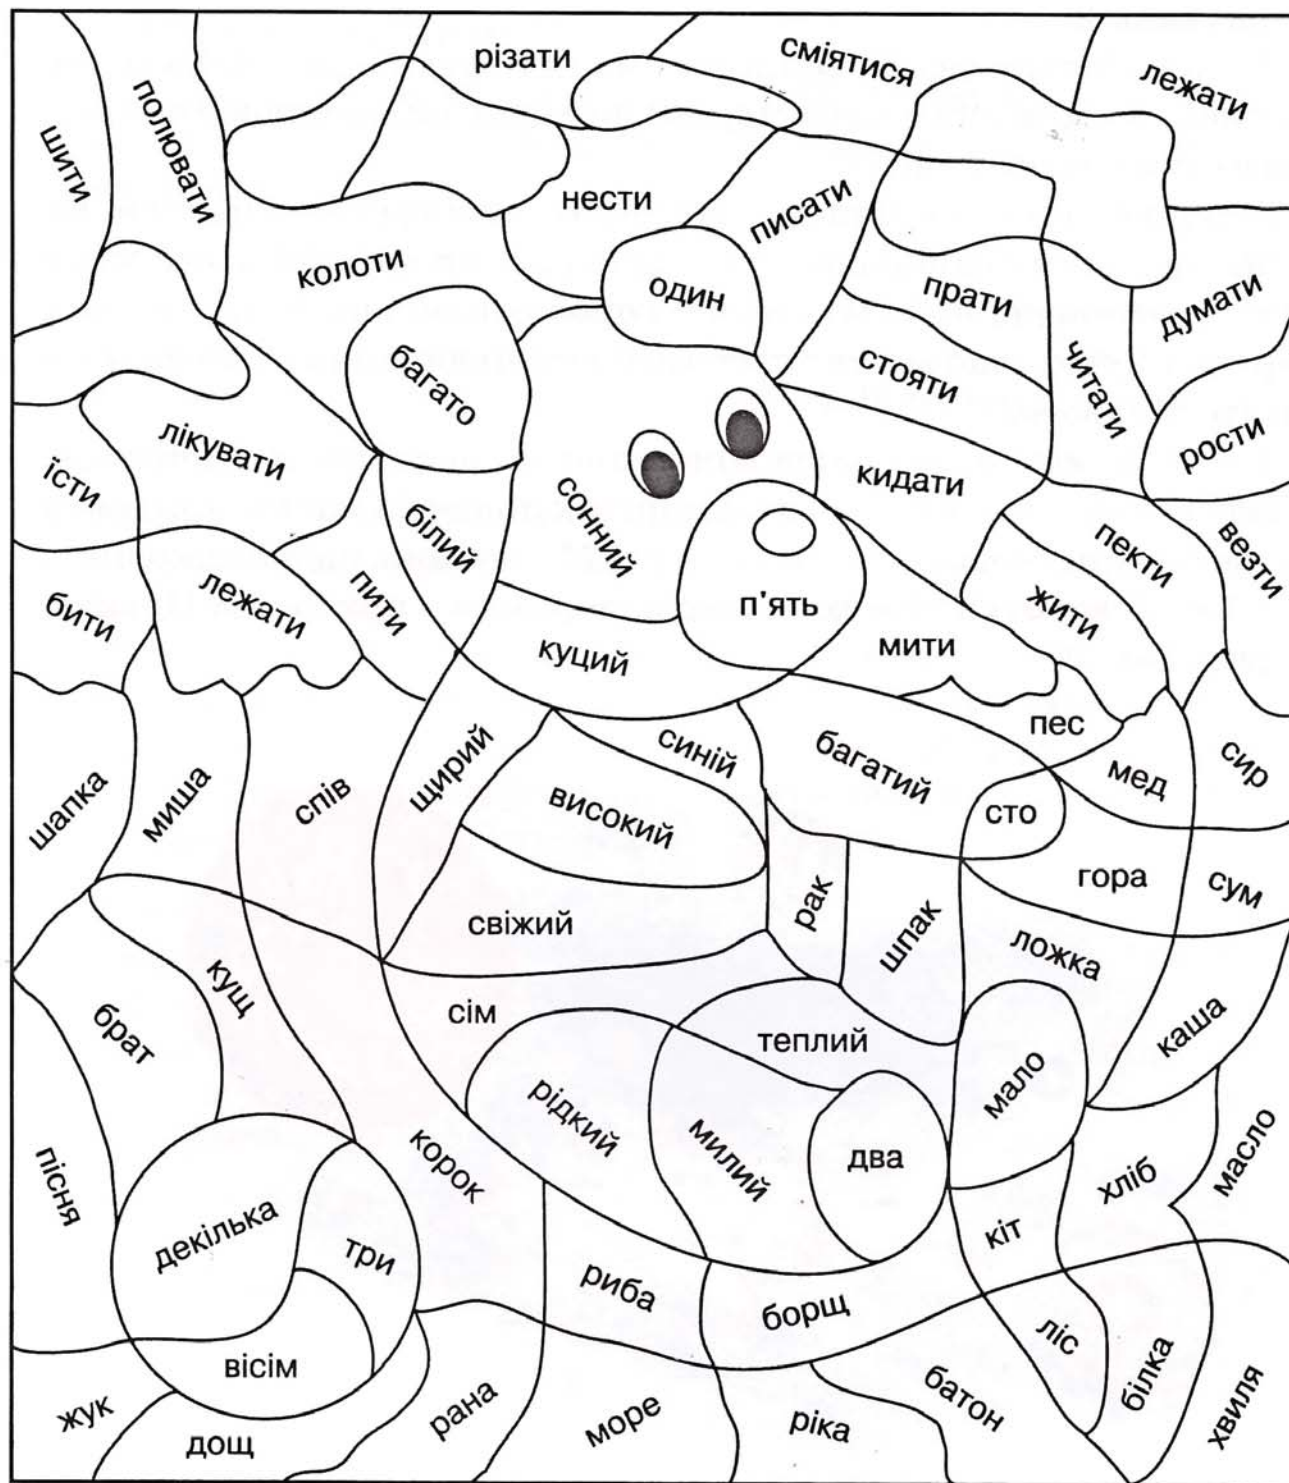 різати
сміятися
лежати
шити
полювати
нести
писати
колоти
один
прати
думати
багато
стояти
читати
лікувати
рости
їсти
кидати
білий
сонний
пекти
везти
бити
лежати
пити
п'ять
жити
куций
мити
пес
шапка
миша
спів
щирий
синій
багатий
мед
сир
високий
сто
рак
гора
сум
свіжий
шпак
ложка
кущ
брат
сім
теплий
каша
рідкий
мало
пісня
корок
милий
два
хліб
масло
декілька
три
кіт
риба
борщ
ліс
вісім
білка
жук
дощ
рана
море
ріка
батон
хвиля